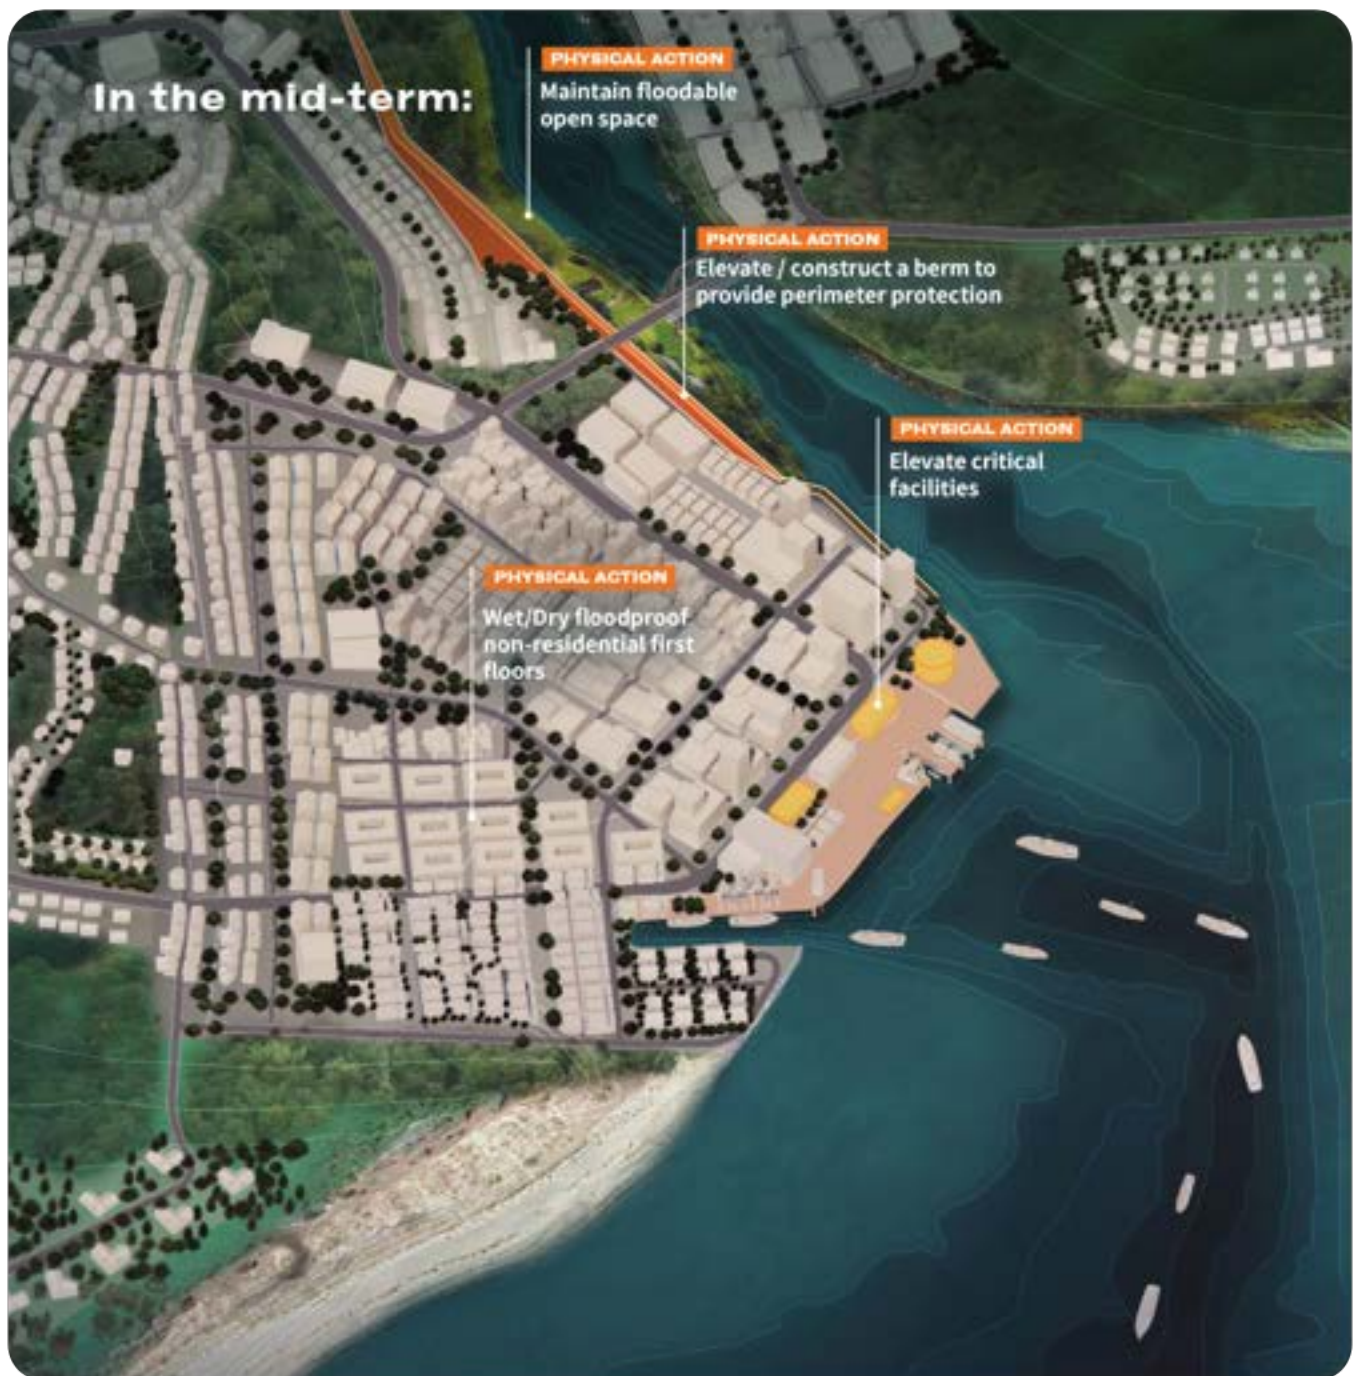 In the mid-term:
PHYSICAL ACTION
Maintain floodable
open space
PHYSICAL ACTION
Elevate / construct a berm to
provide perimeter protection
PHYSICAL ACTION
Elevate critical
facilities
PHYSICAL ACTION
Wet/Dry floodproof
non-residential first
floors